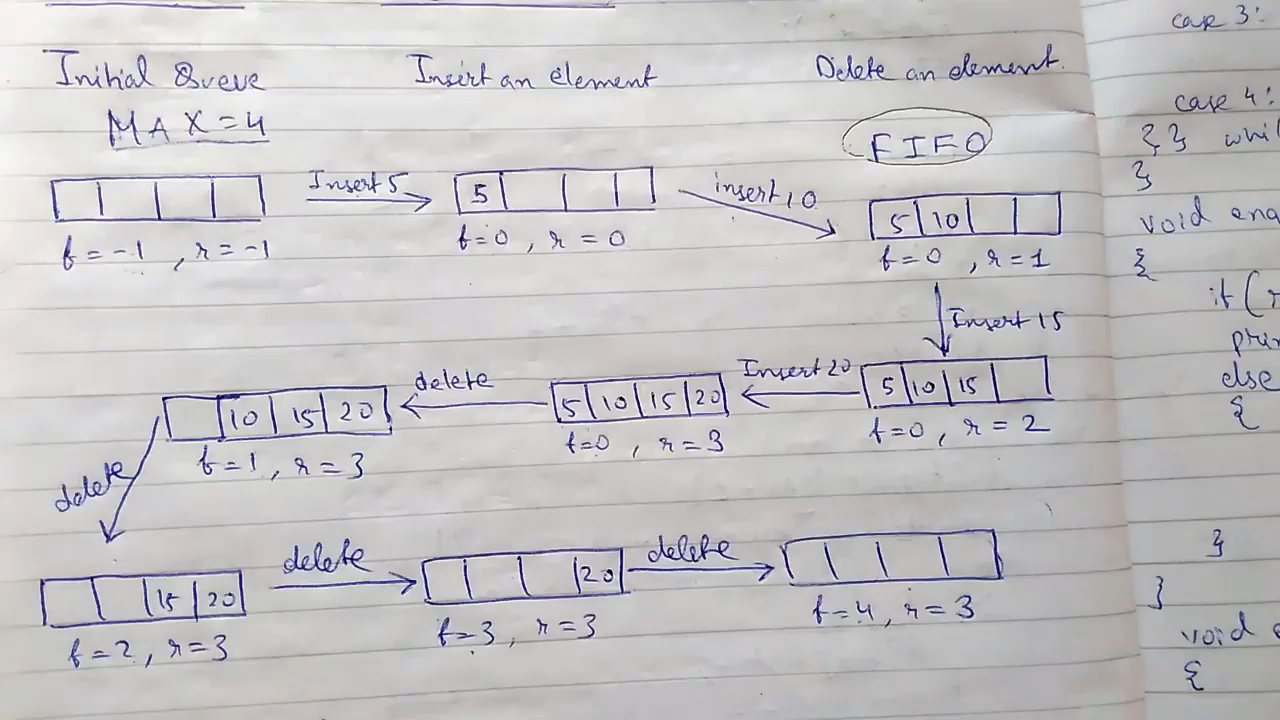 Initial Queue
Insert an element
Delete an element.
MAX=4
FIFO
Insert 5
5
insert 10
5 10
f=-1, r=-1
f=0, r=0
f=0, r=1
Insert 15
5 10 15
f=0, r=2
Insert 20
5 10 15 20
f=0, r=3
delete
10 15 20
f=1, r=3
delete
15 20
f=2, r=3
delete
20
f=3, r=3
delete
f=4, r=3
case 3:
case 4:
}} whil
}
void
{
if(
else
{
}
}
void
{